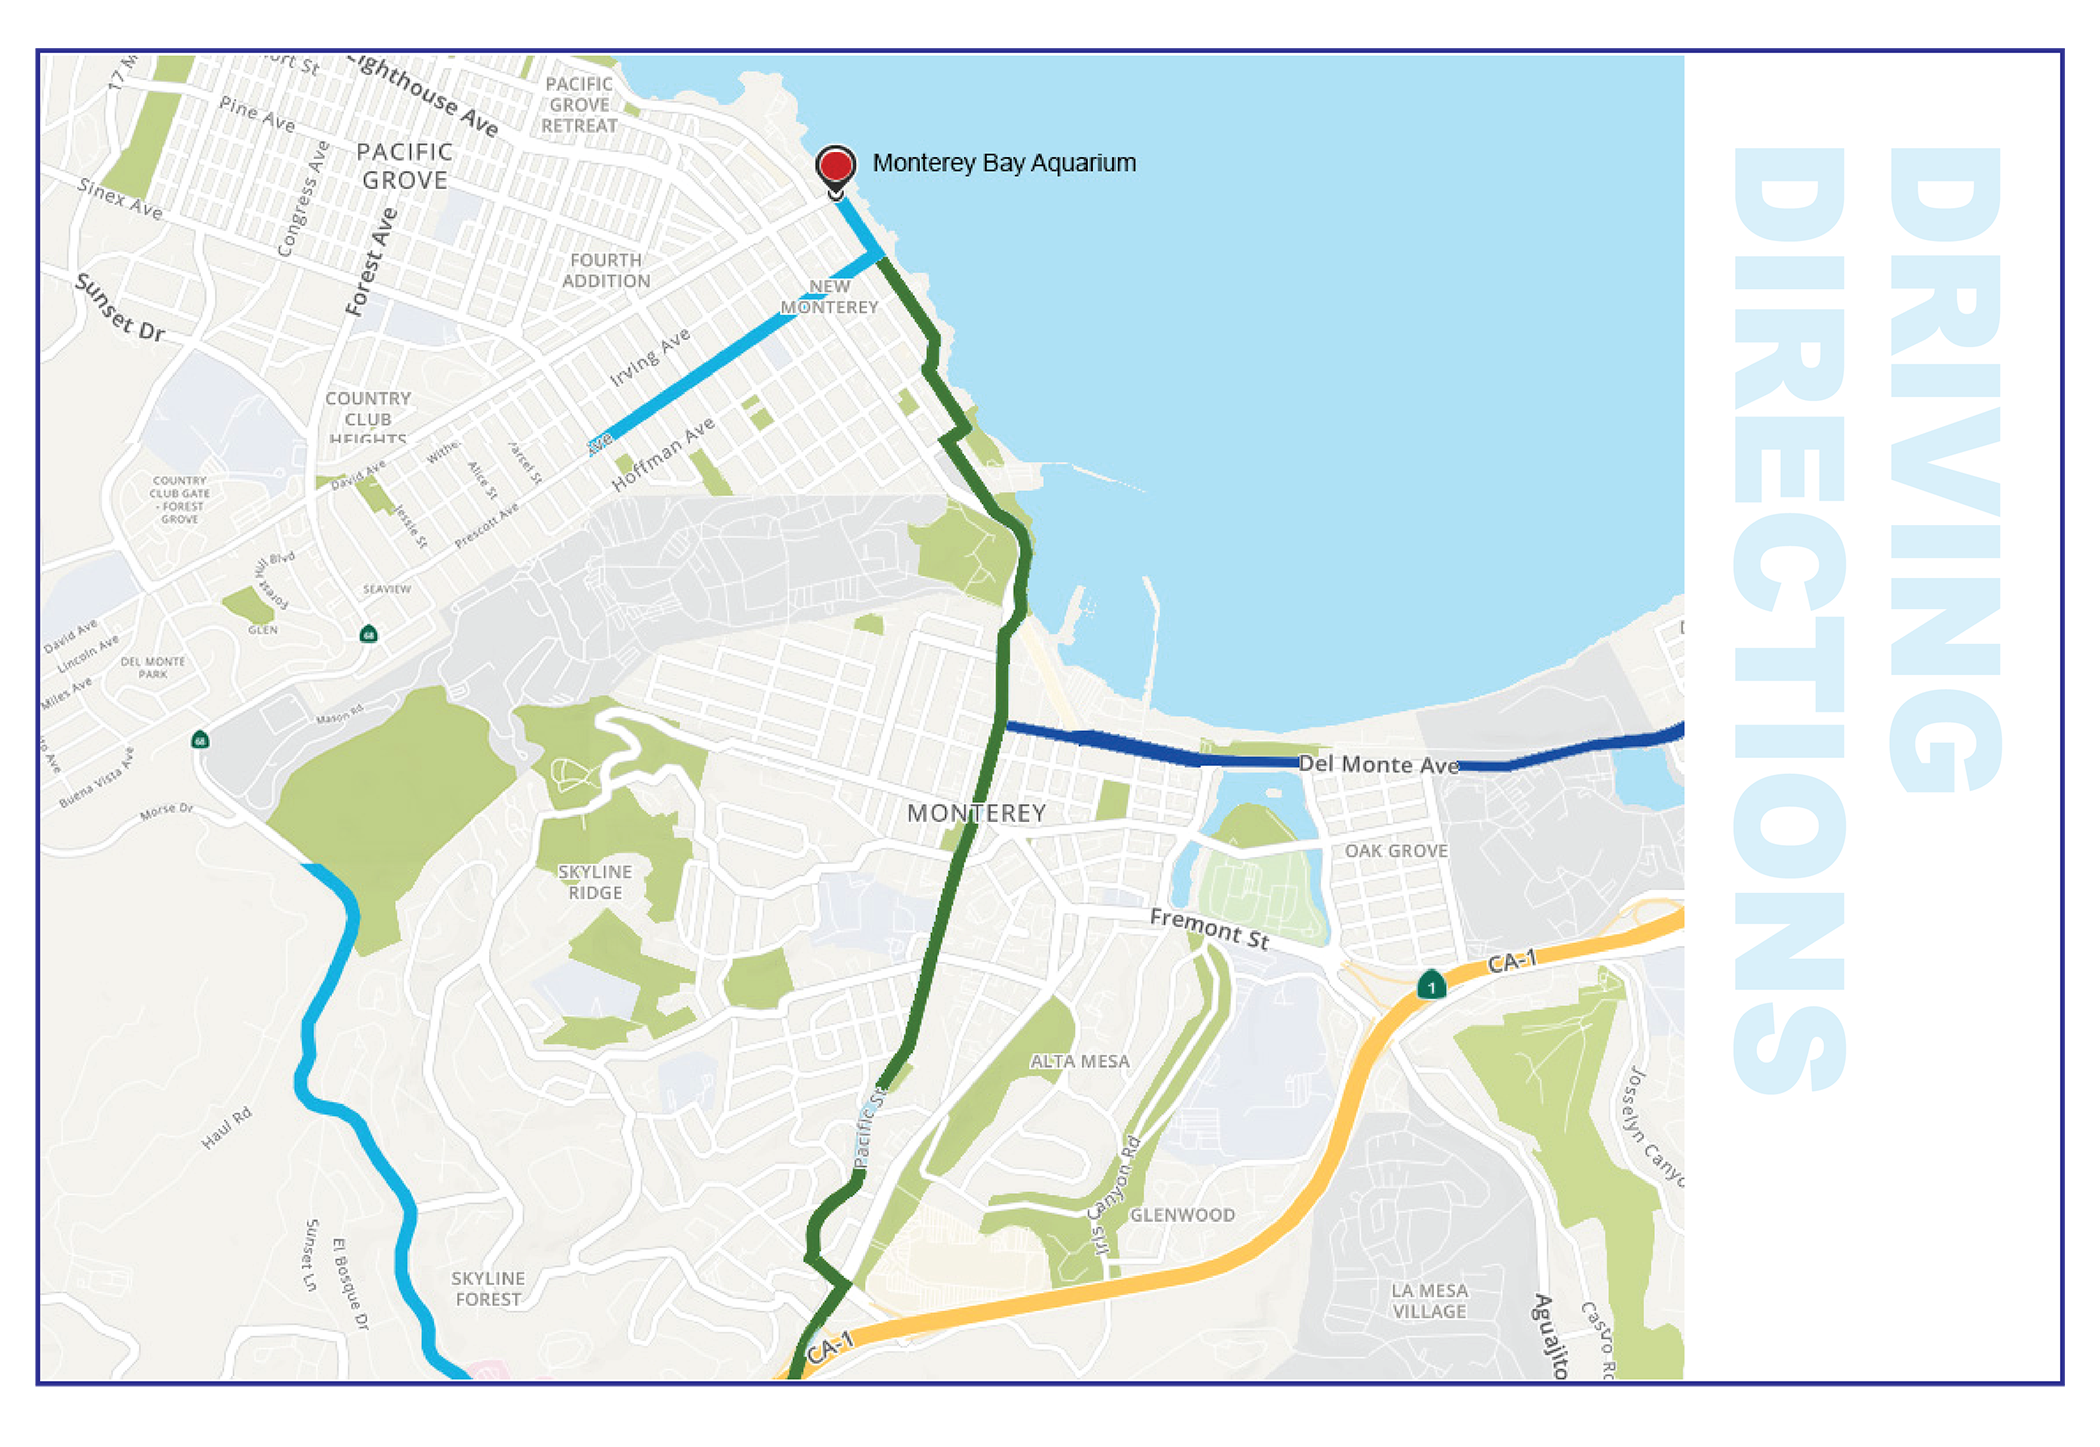 Lighthouse Ave
PACIFIC
GROVE
RETREAT
Pine Ave
PACIFIC
GROVE
Monterey Bay Aquarium
Sinex Ave
Congress Ave
Forest Ave
FOURTH
ADDITION
NEW
MONTEREY
Sunset Dr
Irving Ave
COUNTRY
CLUB
HEIGHTS
Ave
Hoffman Ave
David Ave
Withe
Parcel St
Alice St
COUNTRY
CLUB GATE
- FOREST
GROVE
Jessie St
Prescott Ave
Forest Hill Blvd
SEAVIEW
GLEN
68
David Ave
Lincoln Ave
DEL MONTE
PARK
Miles Ave
Mason Rd
68
Buena Vista Ave
Morse Dr
Del Monte Ave
MONTEREY
OAK GROVE
SKYLINE
RIDGE
Fremont St
CA-1
1
ALTA MESA
Pacific St
Haul Rd
Josselyn Canyo
Iris Canyon Rd
GLENWOOD
Sunset Ln
El Bosque Dr
SKYLINE
FOREST
LA MESA
VILLAGE
Aguajito
Castro Rd
CA-1
DRIVING
DIRECTIONS